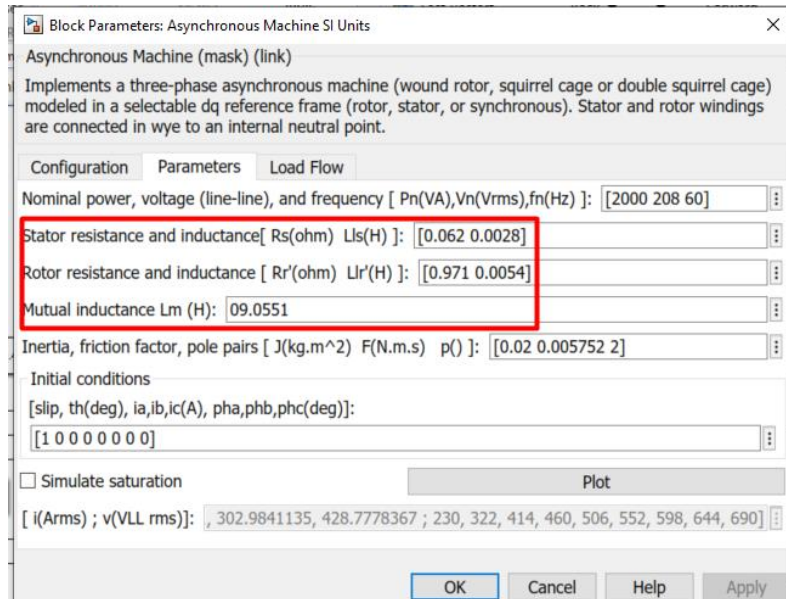 Block Parameters: Asynchronous Machine SI Units
Asynchronous Machine (mask) (link)
Implements a three-phase asynchronous machine (wound rotor, squirrel cage or double squirrel cage)
modeled in a selectable dq reference frame (rotor, stator, or synchronous). Stator and rotor windings
are connected in wye to an internal neutral point.
Configuration Parameters Load Flow
Nominal power, voltage (line-line), and frequency [ Pn(VA),Vn(Vrms),fn(Hz) ]: [2000 208 60]
Stator resistance and inductance[ Rs(ohm) Lls(H) ]: [0.062 0.0028]
Rotor resistance and inductance [ Rr'(ohm) Llr'(H) ]: [0.971 0.0054]
Mutual inductance Lm (H): 09.0551
Inertia, friction factor, pole pairs [ J(kg.m^2) F(N.m.s) p() ]: [0.02 0.005752 2]
Initial conditions
[slip, th(deg), ia,ib,ic(A), pha,phb,phc(deg)]:
[1 0 0 0 0 0 0 0]
Simulate saturation Plot
[ i(Arms) ; v(VLL rms)]: , 302.9841135, 428.7778367 ; 230, 322, 414, 460, 506, 552, 598, 644, 690]
OK Cancel Help Apply